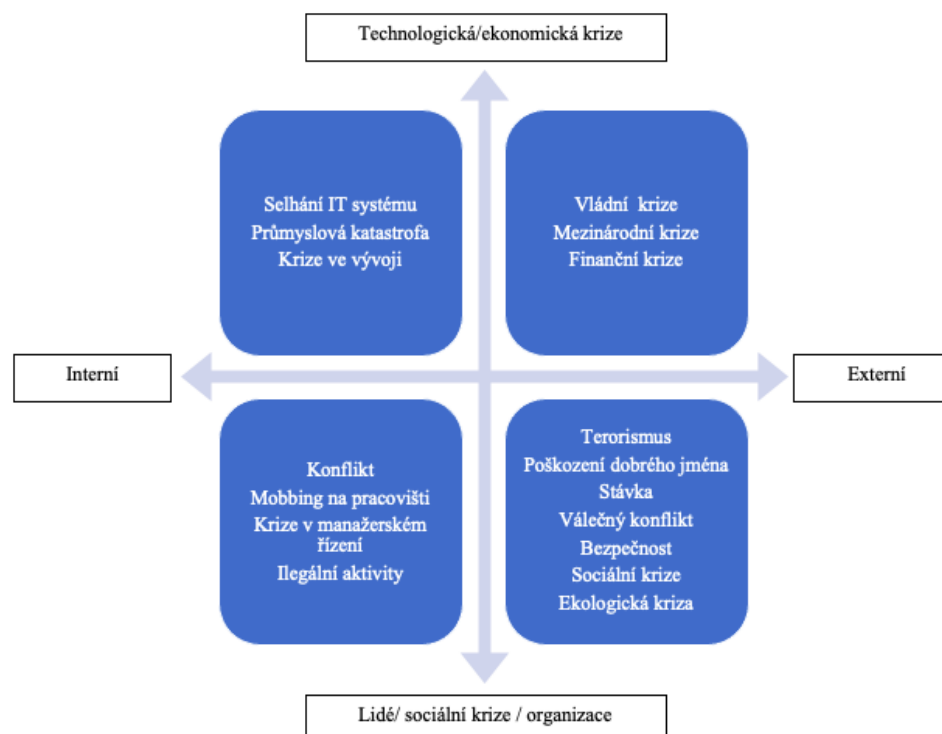 Technologická/ekonomická krize
Selhání IT systému
Průmyslová katastrofa
Krize ve vývoji
Vládní krize
Mezinárodní krize
Finanční krize
Interní
Externí
Konflikt
Mobbing na pracovišti
Krize v manažerském
řízení
Ilegální aktivity
Terorismus
Poškození dobrého jména
Stávka
Válečný konflikt
Bezpečnost
Sociální krize
Ekologická kriza
Lidé/ sociální krize / organizace